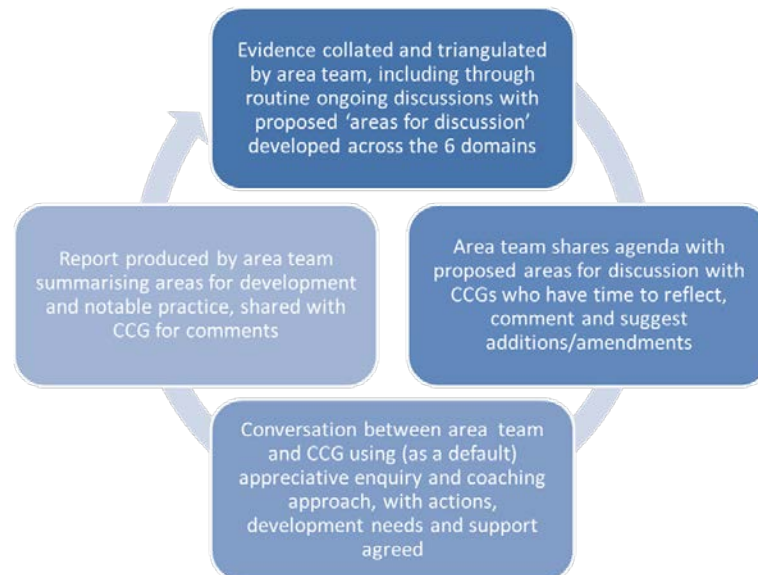 Evidence collated and triangulated
by area team, including through
routine ongoing discussions with
proposed ‘areas for discussion’
developed across the 6 domains
Area team shares agenda with
proposed areas for discussion with
CCGs who have time to reflect,
comment and suggest
additions/amendments
Conversation between area team
and CCG using (as a default)
appreciative enquiry and coaching
approach, with actions,
development needs and support
agreed
Report produced by area team
summarising areas for development
and notable practice, shared with
CCG for comments